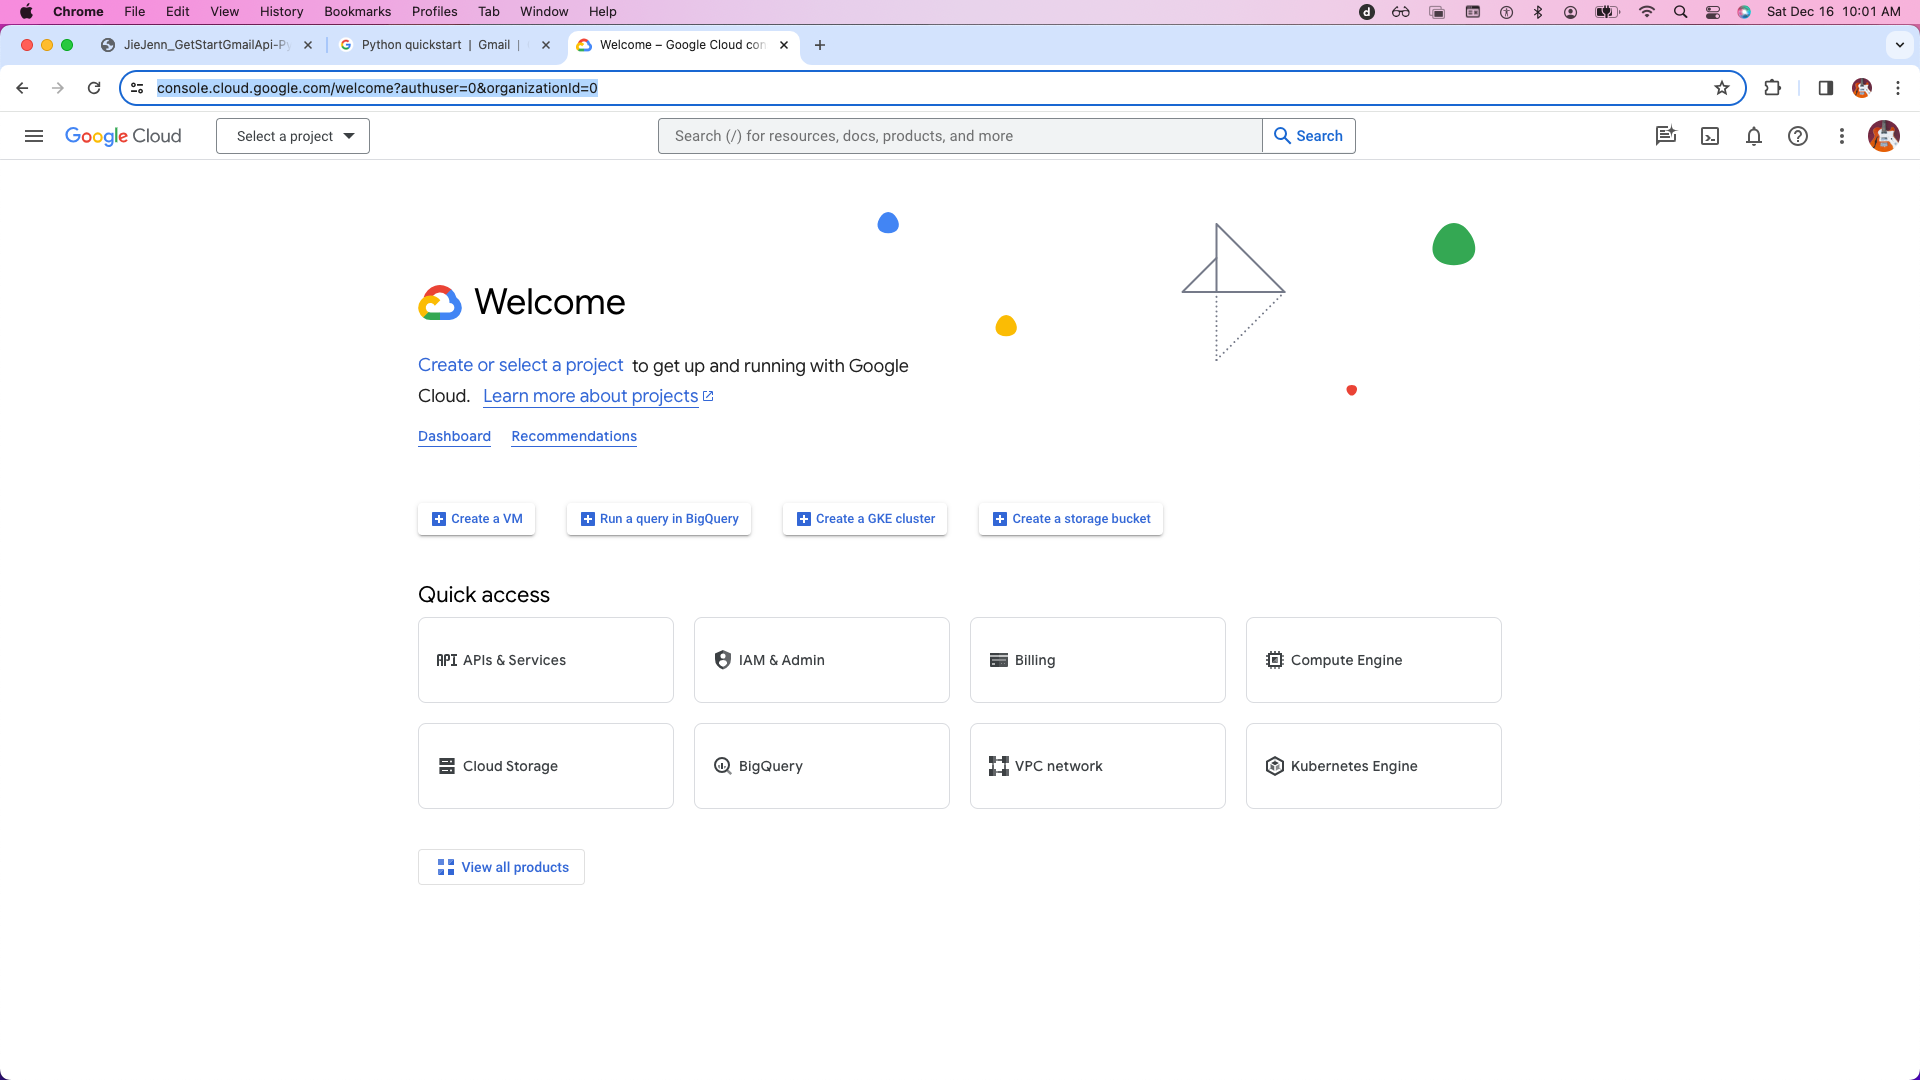 Chrome File Edit View History Bookmarks Profiles Tab Window Help Sat Dec 16 10:01 AM
JieJenn_GetStartGmailApi-Py Python quickstart | Gmail | Welcome – Google Cloud con
console.cloud.google.com/welcome?authuser=0&organizationId=0
Google Cloud Select a project Search (/) for resources, docs, products, and more Search
Welcome
Create or select a project to get up and running with Google
Cloud. Learn more about projects
Dashboard Recommendations
Create a VM Run a query in BigQuery Create a GKE cluster Create a storage bucket
Quick access
API APIs & Services IAM & Admin Billing Compute Engine
Cloud Storage BigQuery VPC network Kubernetes Engine
View all products